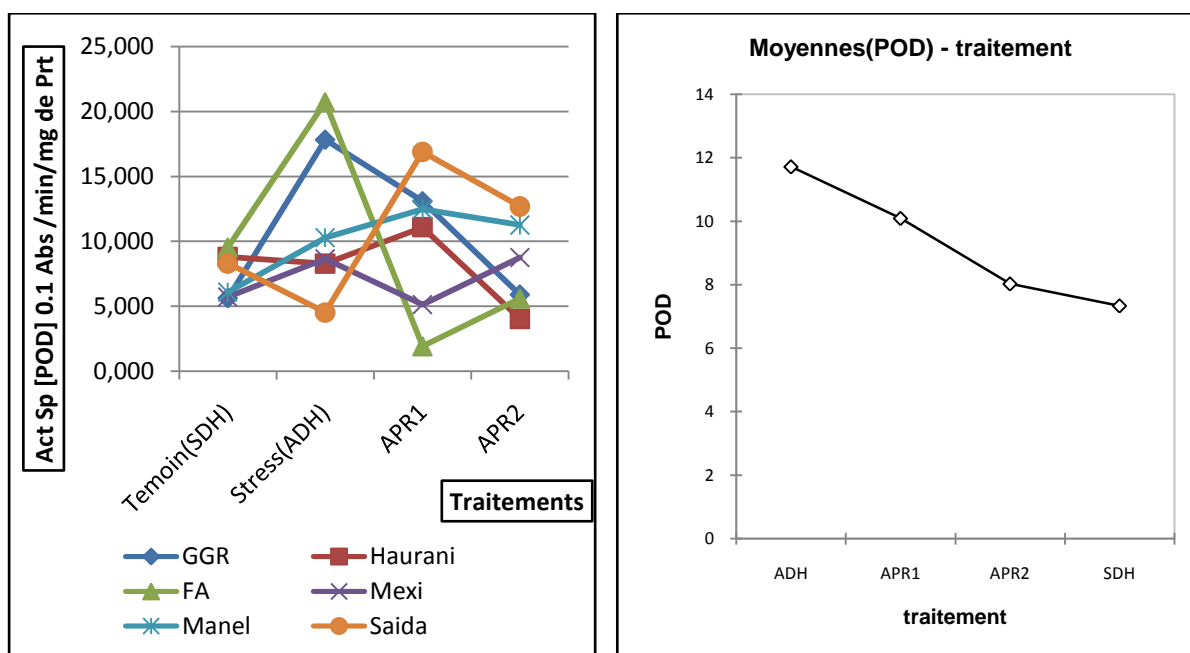 Act Sp [POD] 0.1 Abs /min/mg de Prt
25,000
20,000
15,000
10,000
5,000
0,000
Temoin(SDH)
Stress(ADH)
APR1
APR2
Traitements
GGR
Haurani
FA
Mexi
Manel
Saida
Moyennes(POD) - traitement
POD
14
12
10
8
6
4
2
0
ADH
APR1
APR2
SDH
traitement